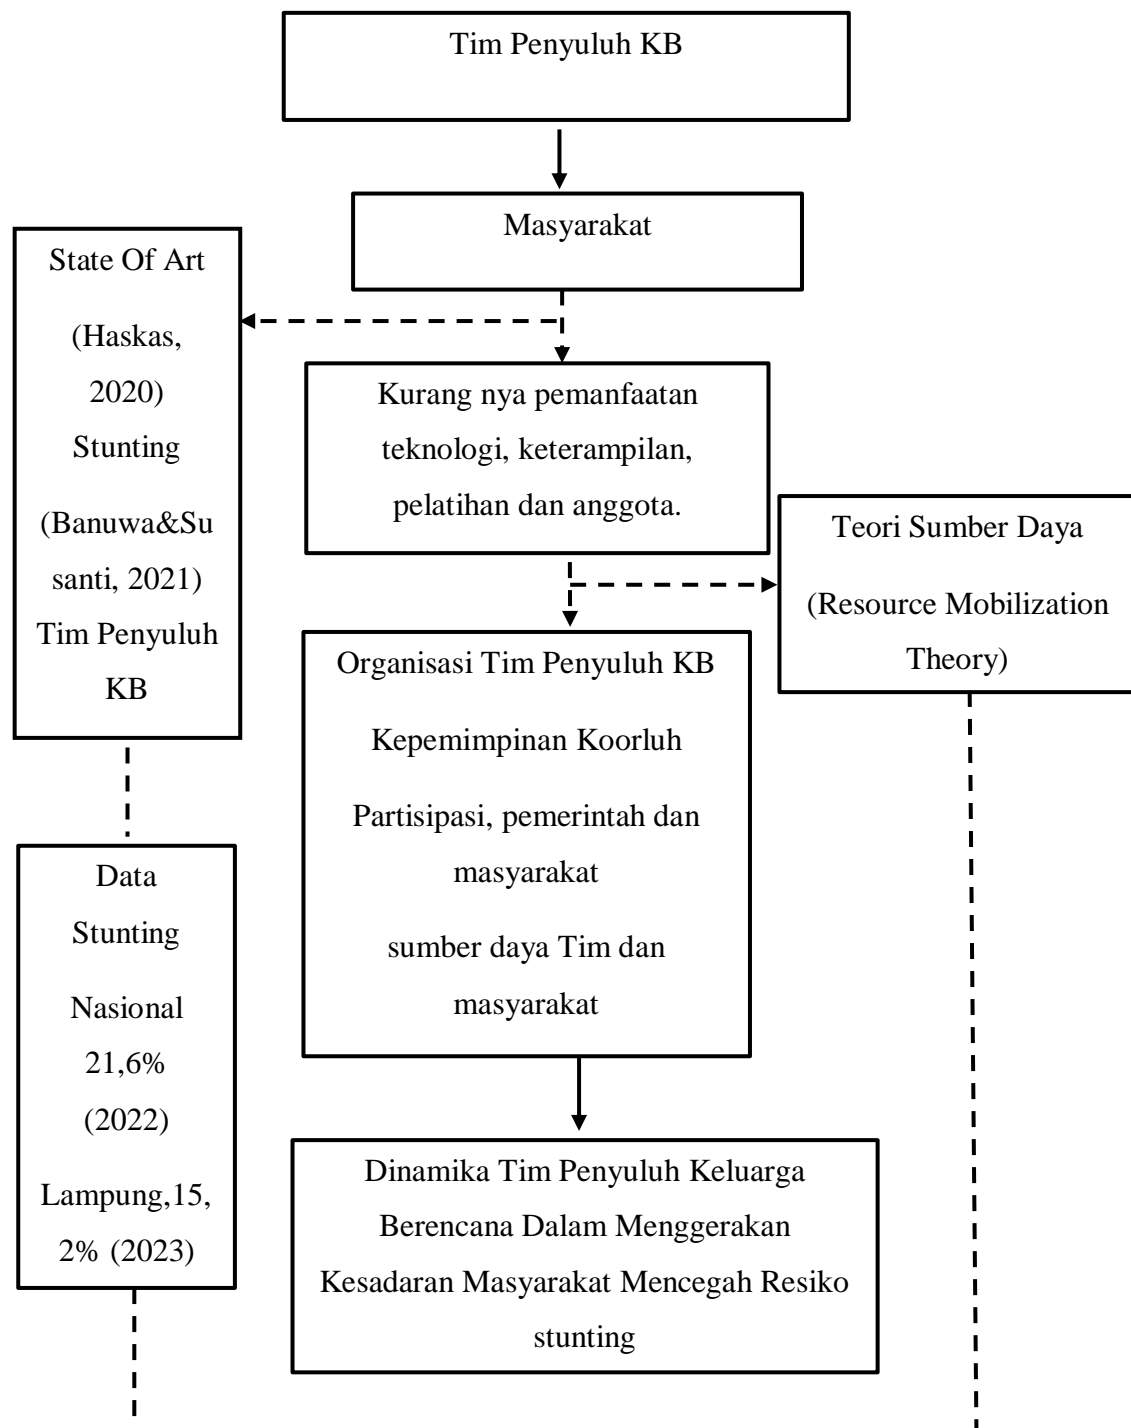 Tim Penyuluh KB
Masyarakat
State Of Art
(Haskas,
2020)
Stunting
(Banuwa&Su
santi, 2021)
Tim Penyuluh
KB
Kurang nya pemanfaatan
teknologi, keterampilan,
pelatihan dan anggota.
Teori Sumber Daya
(Resource Mobilization
Theory)
Organisasi Tim Penyuluh KB
Kepemimpinan Koorluh
Partisipasi, pemerintah dan
masyarakat
sumber daya Tim dan
masyarakat
Data
Stunting
Nasional
21,6%
(2022)
Lampung,15,
2% (2023)
Dinamika Tim Penyuluh Keluarga
Berencana Dalam Menggerakan
Kesadaran Masyarakat Mencegah Resiko
stunting